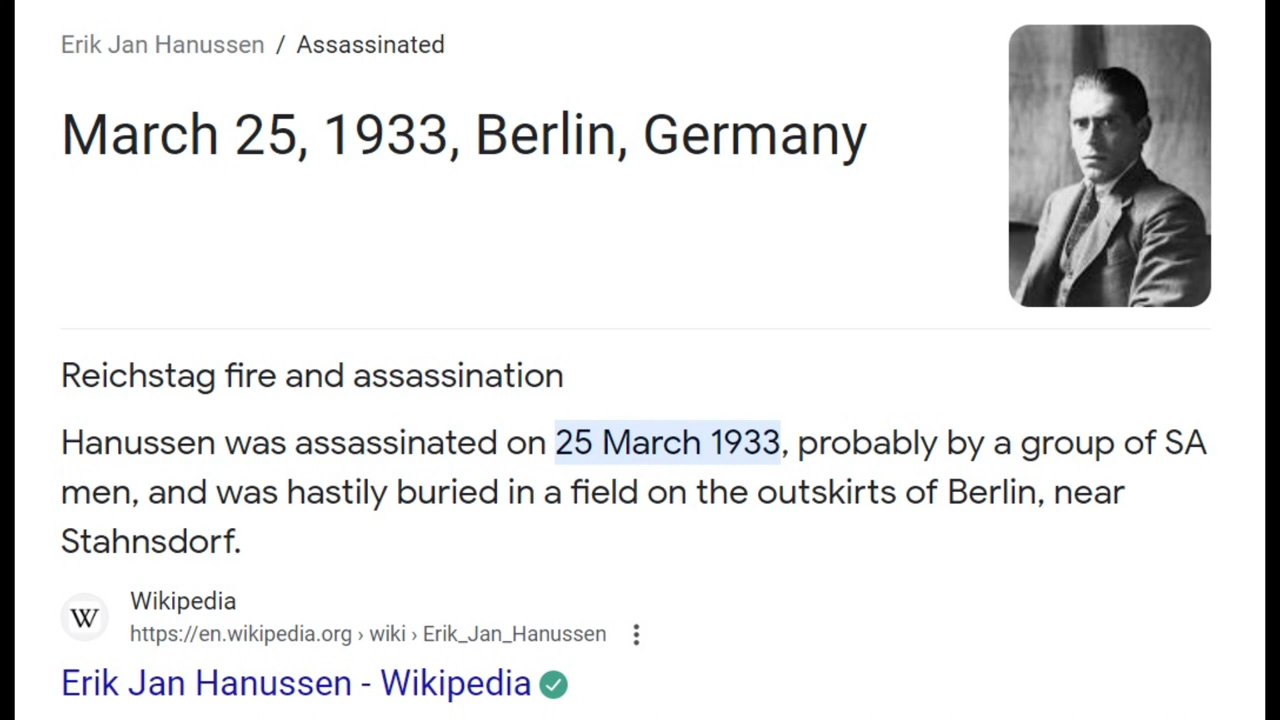 Erik Jan Hanussen / Assassinated
March 25, 1933, Berlin, Germany
Reichstag fire and assassination
Hanussen was assassinated on 25 March 1933, probably by a group of SA
men, and was hastily buried in a field on the outskirts of Berlin, near
Stahnsdorf.
W
Wikipedia
https://en.wikipedia.org › wiki › Erik_Jan_Hanussen
Erik Jan Hanussen - Wikipedia